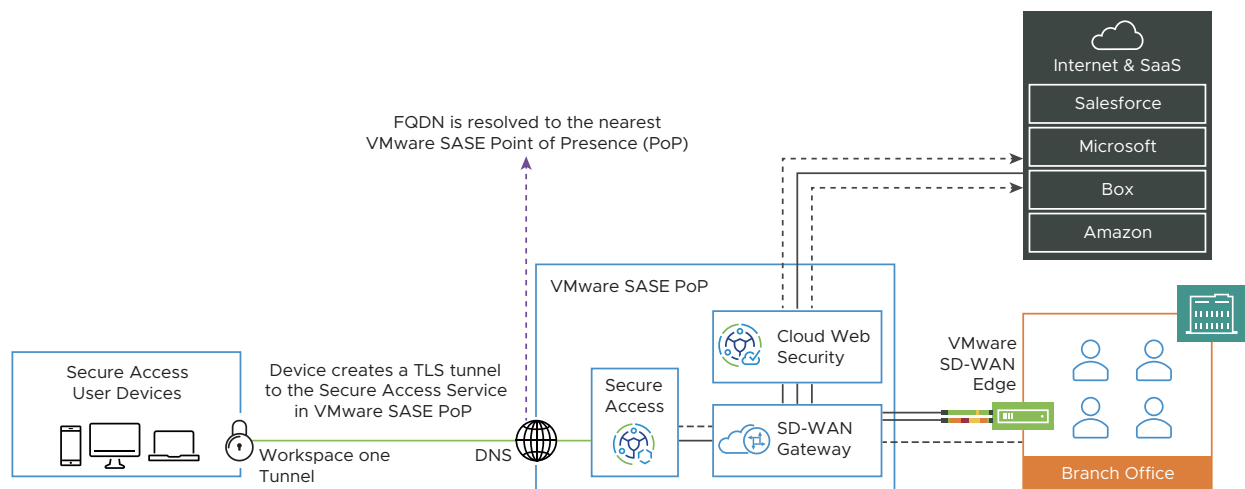 Internet & SaaS
Salesforce
Microsoft
Box
Amazon
FQDN is resolved to the nearest
VMware SASE Point of Presence (PoP)
VMware SASE PoP
Cloud Web
Security
VMware
SD-WAN
Edge
Secure Access
User Devices
Device creates a TLS tunnel
to the Secure Access Service
in VMware SASE PoP
Secure
Access
SD-WAN
Gateway
Workspace one
Tunnel
DNS
Branch Office